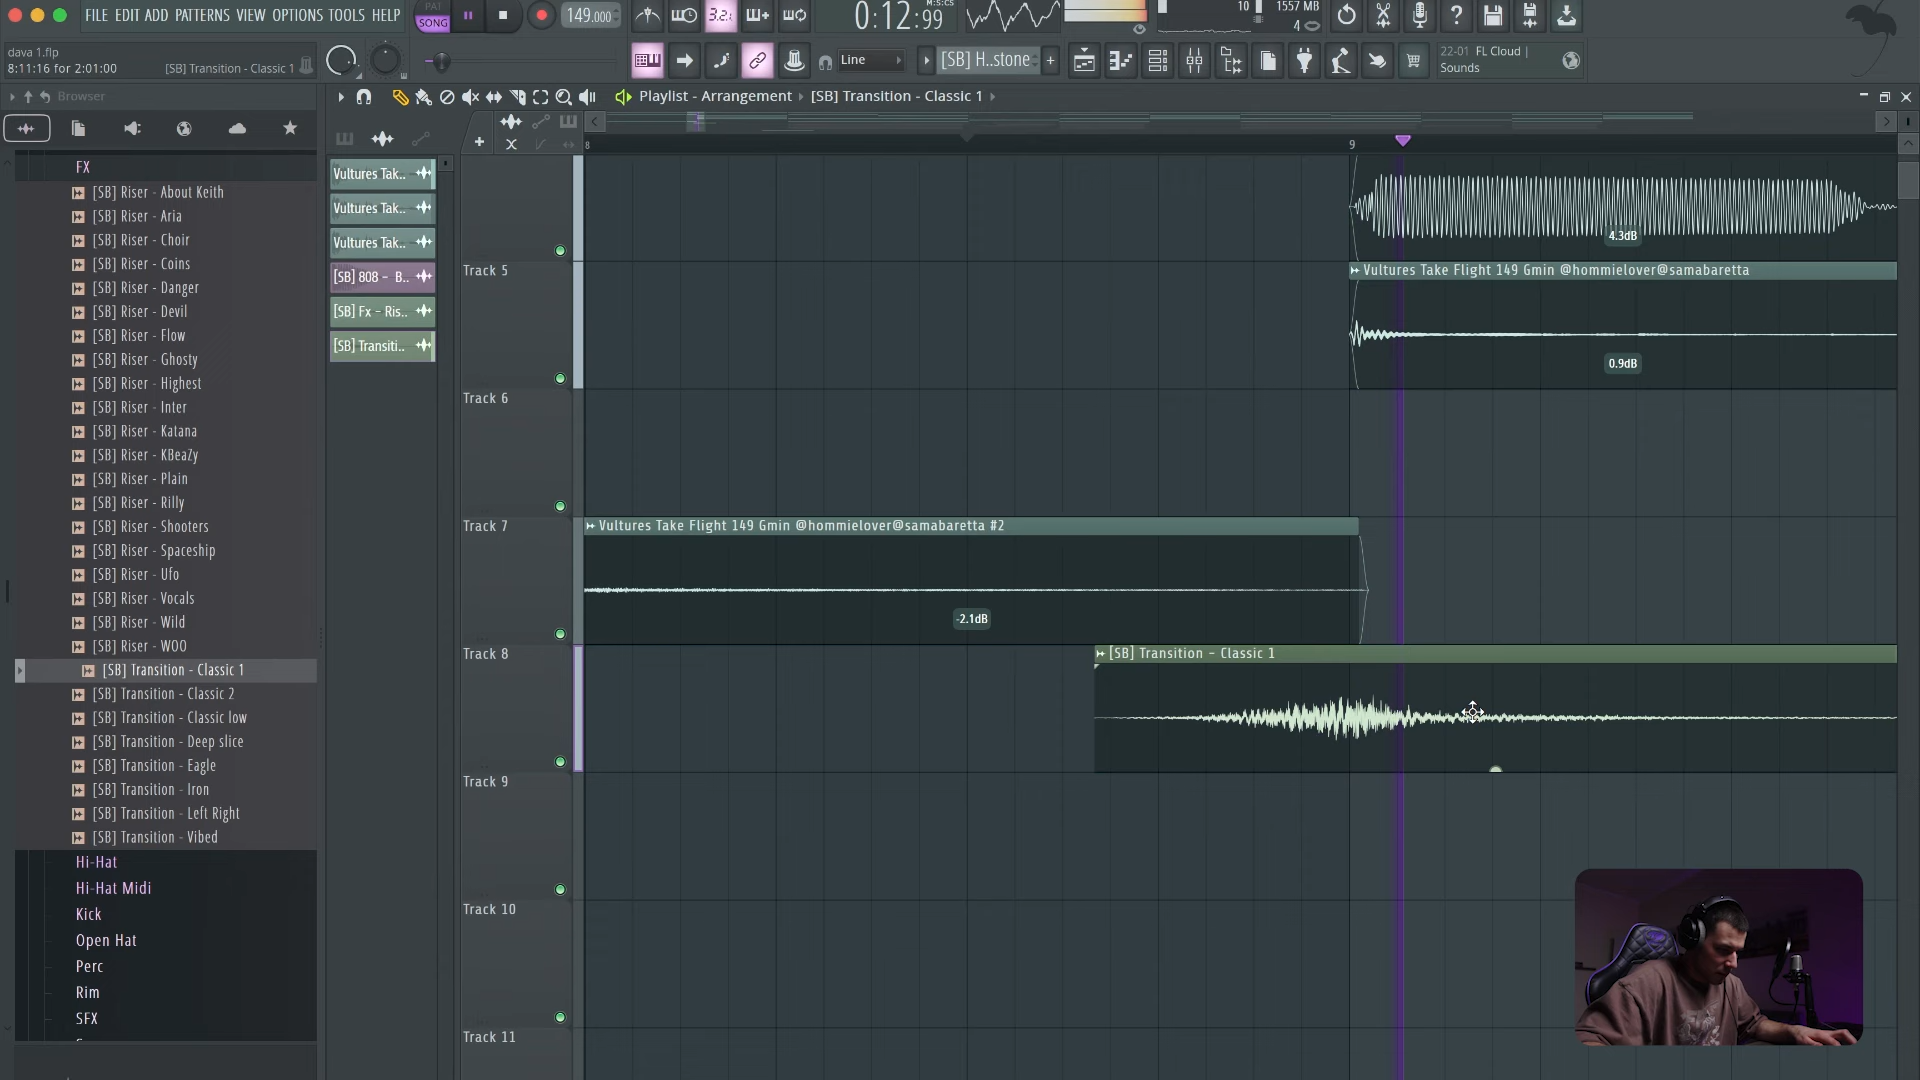 FILE EDIT ADD PATTERNS VIEW OPTIONS TOOLS HELP
PAT
SONG
149.000
3.2.
0:12:99
M:S:CS
10
1557 MB
4
dava 1.flp
8:11:16 for 2:01:00
[SB] Transition - Classic 1
Line
[SB] H..stone
22-01 FL Cloud |
Sounds
Browser
Playlist - Arrangement › [SB] Transition - Classic 1 ›
8
9
FX
[SB] Riser - About Keith
[SB] Riser - Aria
[SB] Riser - Choir
[SB] Riser - Coins
[SB] Riser - Danger
[SB] Riser - Devil
[SB] Riser - Flow
[SB] Riser - Ghosty
[SB] Riser - Highest
[SB] Riser - Inter
[SB] Riser - Katana
[SB] Riser - KBeaZy
[SB] Riser - Plain
[SB] Riser - Rilly
[SB] Riser - Shooters
[SB] Riser - Spaceship
[SB] Riser - Ufo
[SB] Riser - Vocals
[SB] Riser - Wild
[SB] Riser - WOO
[SB] Transition - Classic 1
[SB] Transition - Classic 2
[SB] Transition - Classic low
[SB] Transition - Deep slice
[SB] Transition - Eagle
[SB] Transition - Iron
[SB] Transition - Left Right
[SB] Transition - Vibed
Hi-Hat
Hi-Hat Midi
Kick
Open Hat
Perc
Rim
SFX
Vultures Tak..
Vultures Tak..
Vultures Tak..
[SB] 808 - B..
[SB] Fx - Ris..
[SB] Transiti..
4.3dB
Track 5
Vultures Take Flight 149 Gmin @hommielover@samabaretta
0.9dB
Track 6
Track 7
Vultures Take Flight 149 Gmin @hommielover@samabaretta #2
-2.1dB
Track 8
[SB] Transition - Classic 1
Track 9
Track 10
Track 11